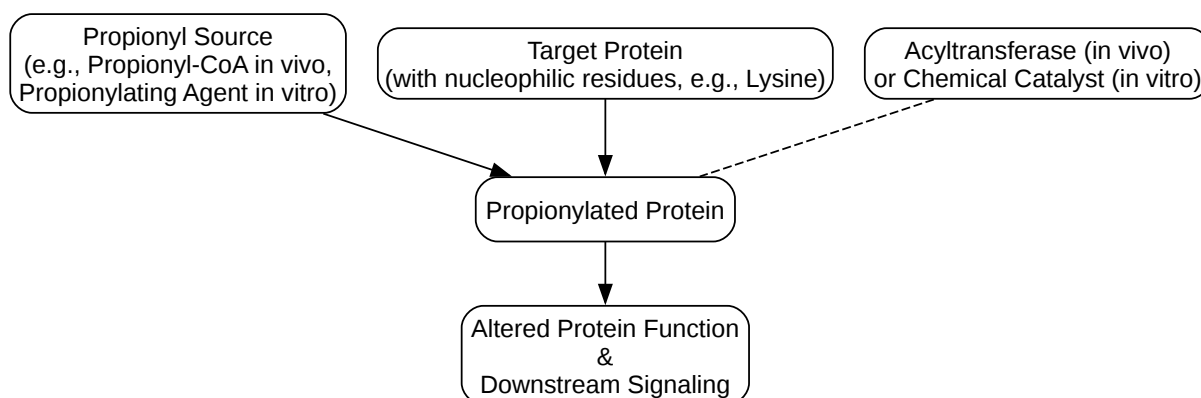 Propionyl Source
(e.g., Propionyl-CoA in vivo,
Propionylating Agent in vitro)
Target Protein
(with nucleophilic residues, e.g., Lysine)
Acyltransferase (in vivo)
or Chemical Catalyst (in vitro)
Propionylated Protein
Altered Protein Function
&
Downstream Signaling